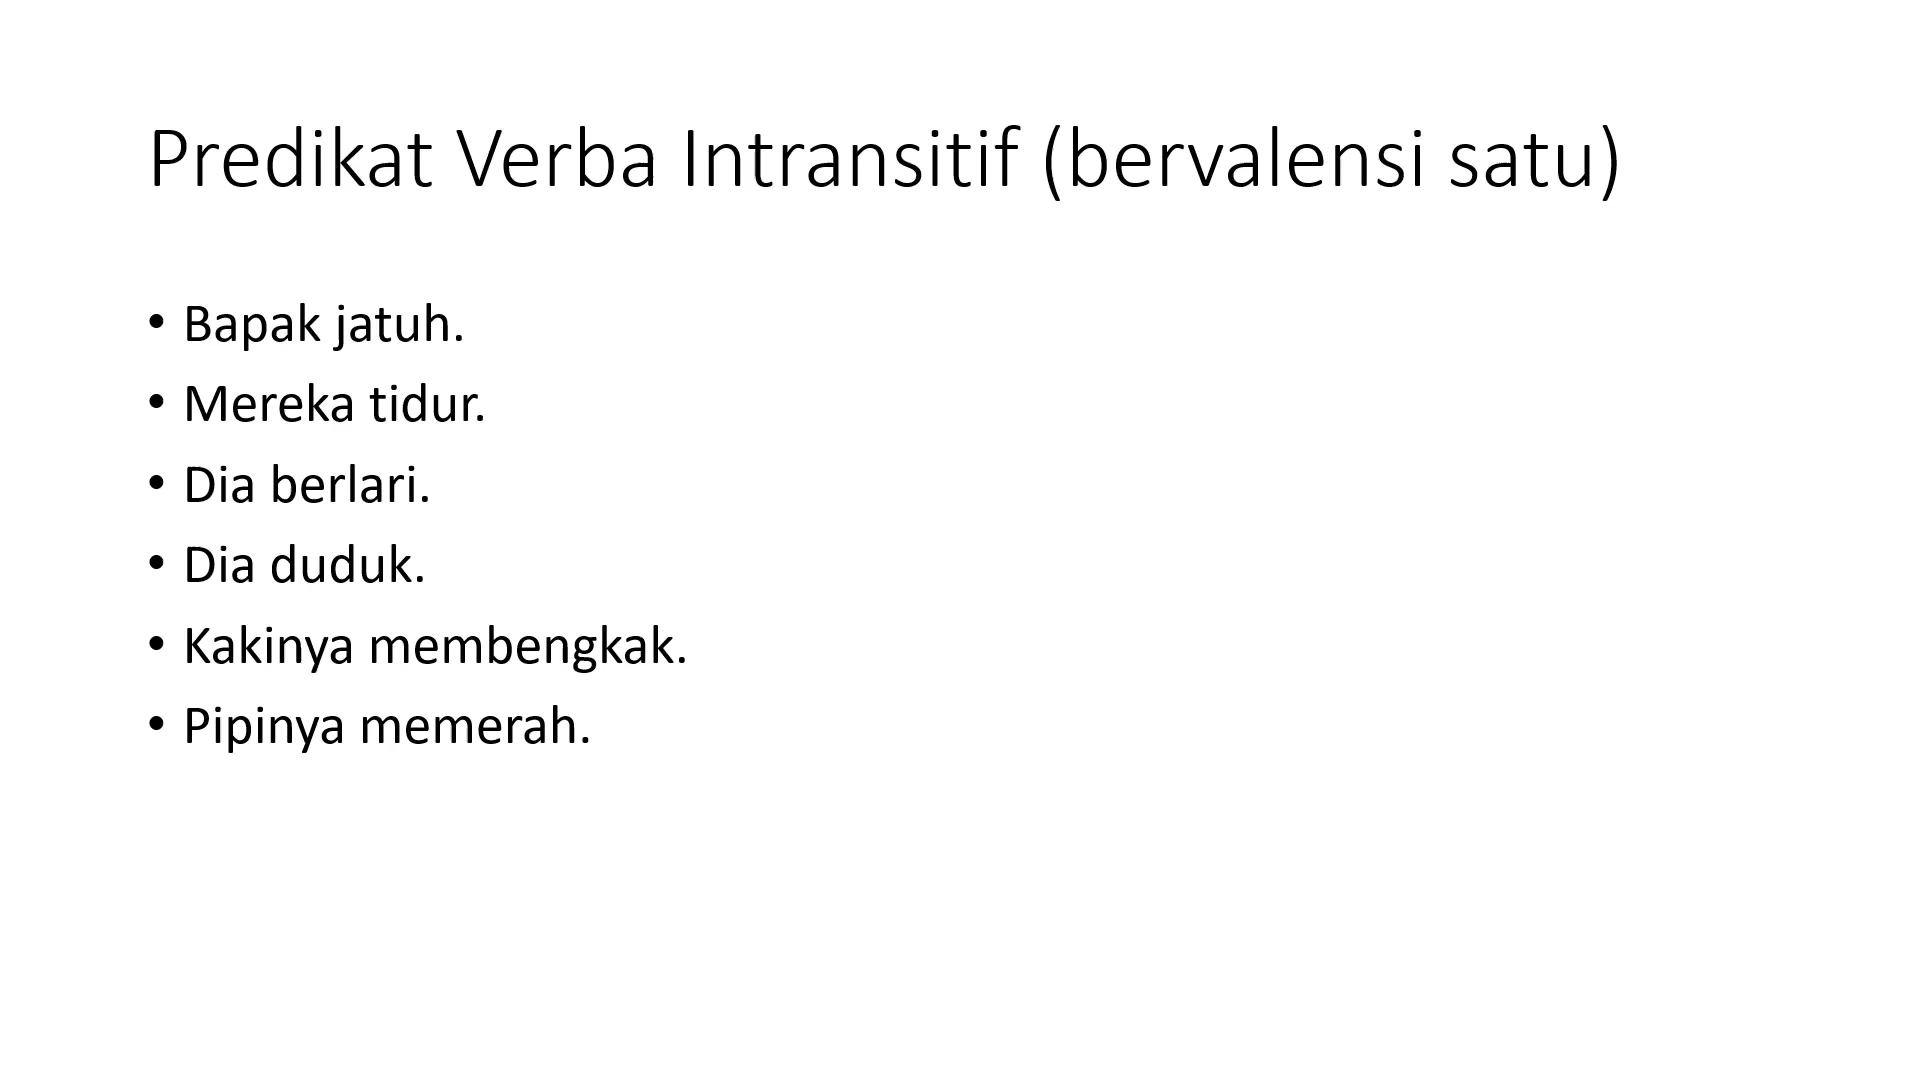 Predikat Verba Intransitif (bervalensi satu)
• Bapak jatuh.
• Mereka tidur.
• Dia berlari.
• Dia duduk.
• Kakinya membengkak.
• Pipinya memerah.